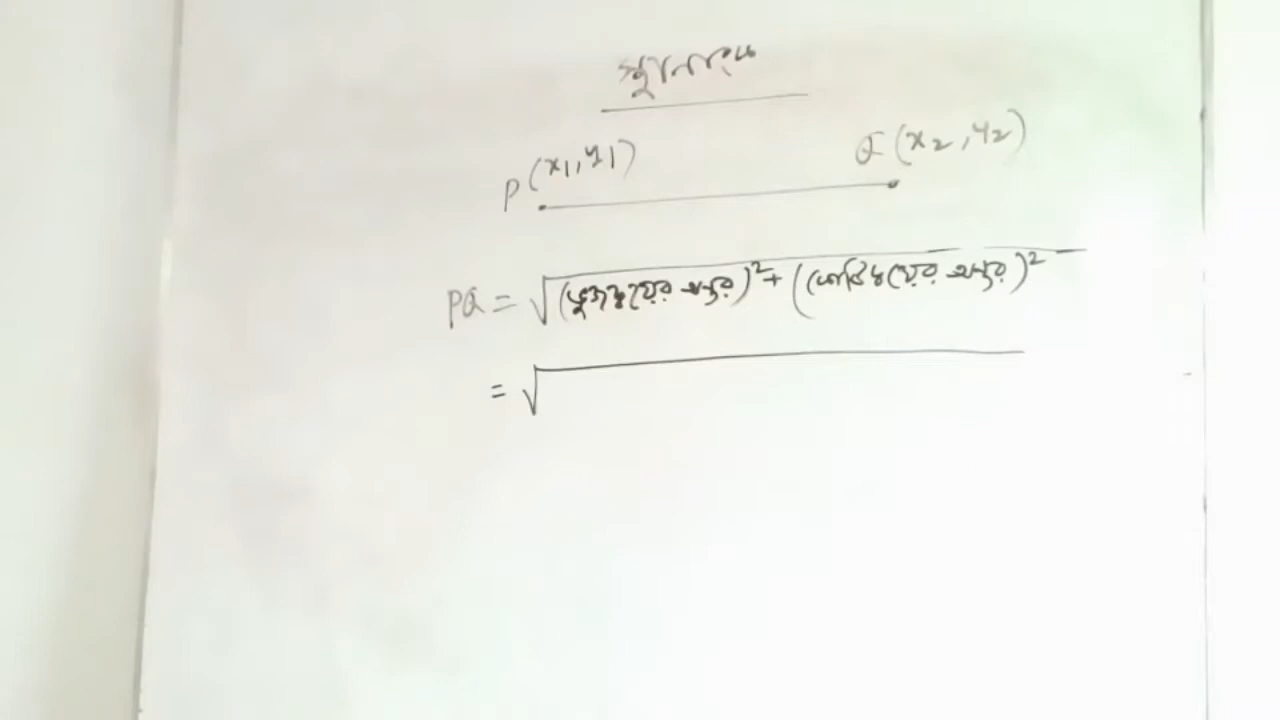 P(x₁,y₁) Q(x₂,y₂)
PQ = √(ভুজদ্বয়ের অন্তর)² + (কোটিদ্বয়ের অন্তর)²
= √